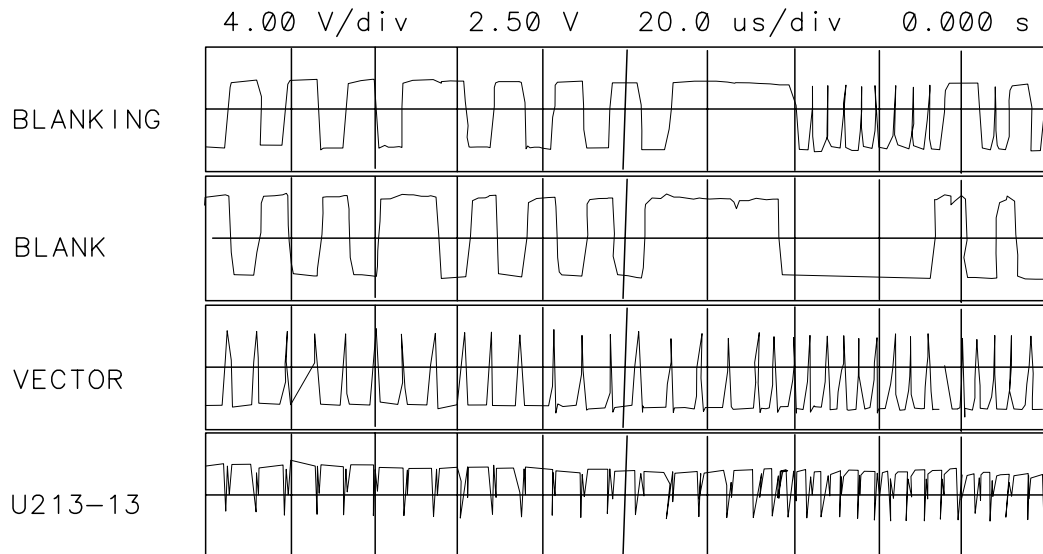 4.00 V/div 2.50 V 20.0 us/div 0.000 s
BLANKING
BLANK
VECTOR
U213-13